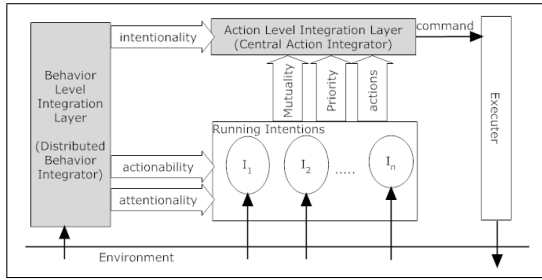 intentionality
Action Level Integration Layer
(Central Action Integrator)
command
Behavior
Level
Integration
Layer
(Distributed
Behavior
Integrator)
Mutuality
Priority
actions
Executer
Running Intentions
actionability
attentionality
I1
I2
.....
In
Environment